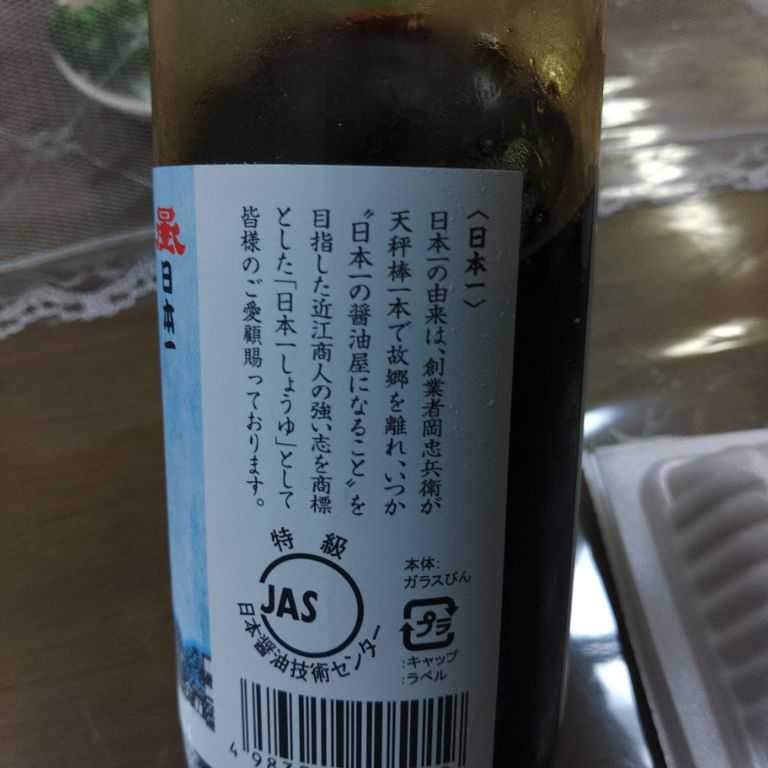 〈日本一〉
日本一の由来は、創業者岡忠兵衛が
天秤棒一本で故郷を離れ、いつか
〝日本一の醤油屋になること〟を
目指した近江商人の強い志を商標
とした「日本一しょうゆ」として
皆様のご愛顧賜っております。
日本一
特級
JAS
日本醤油技術センター
本体:
ガラスびん
プラ
:キャップ
:ラベル